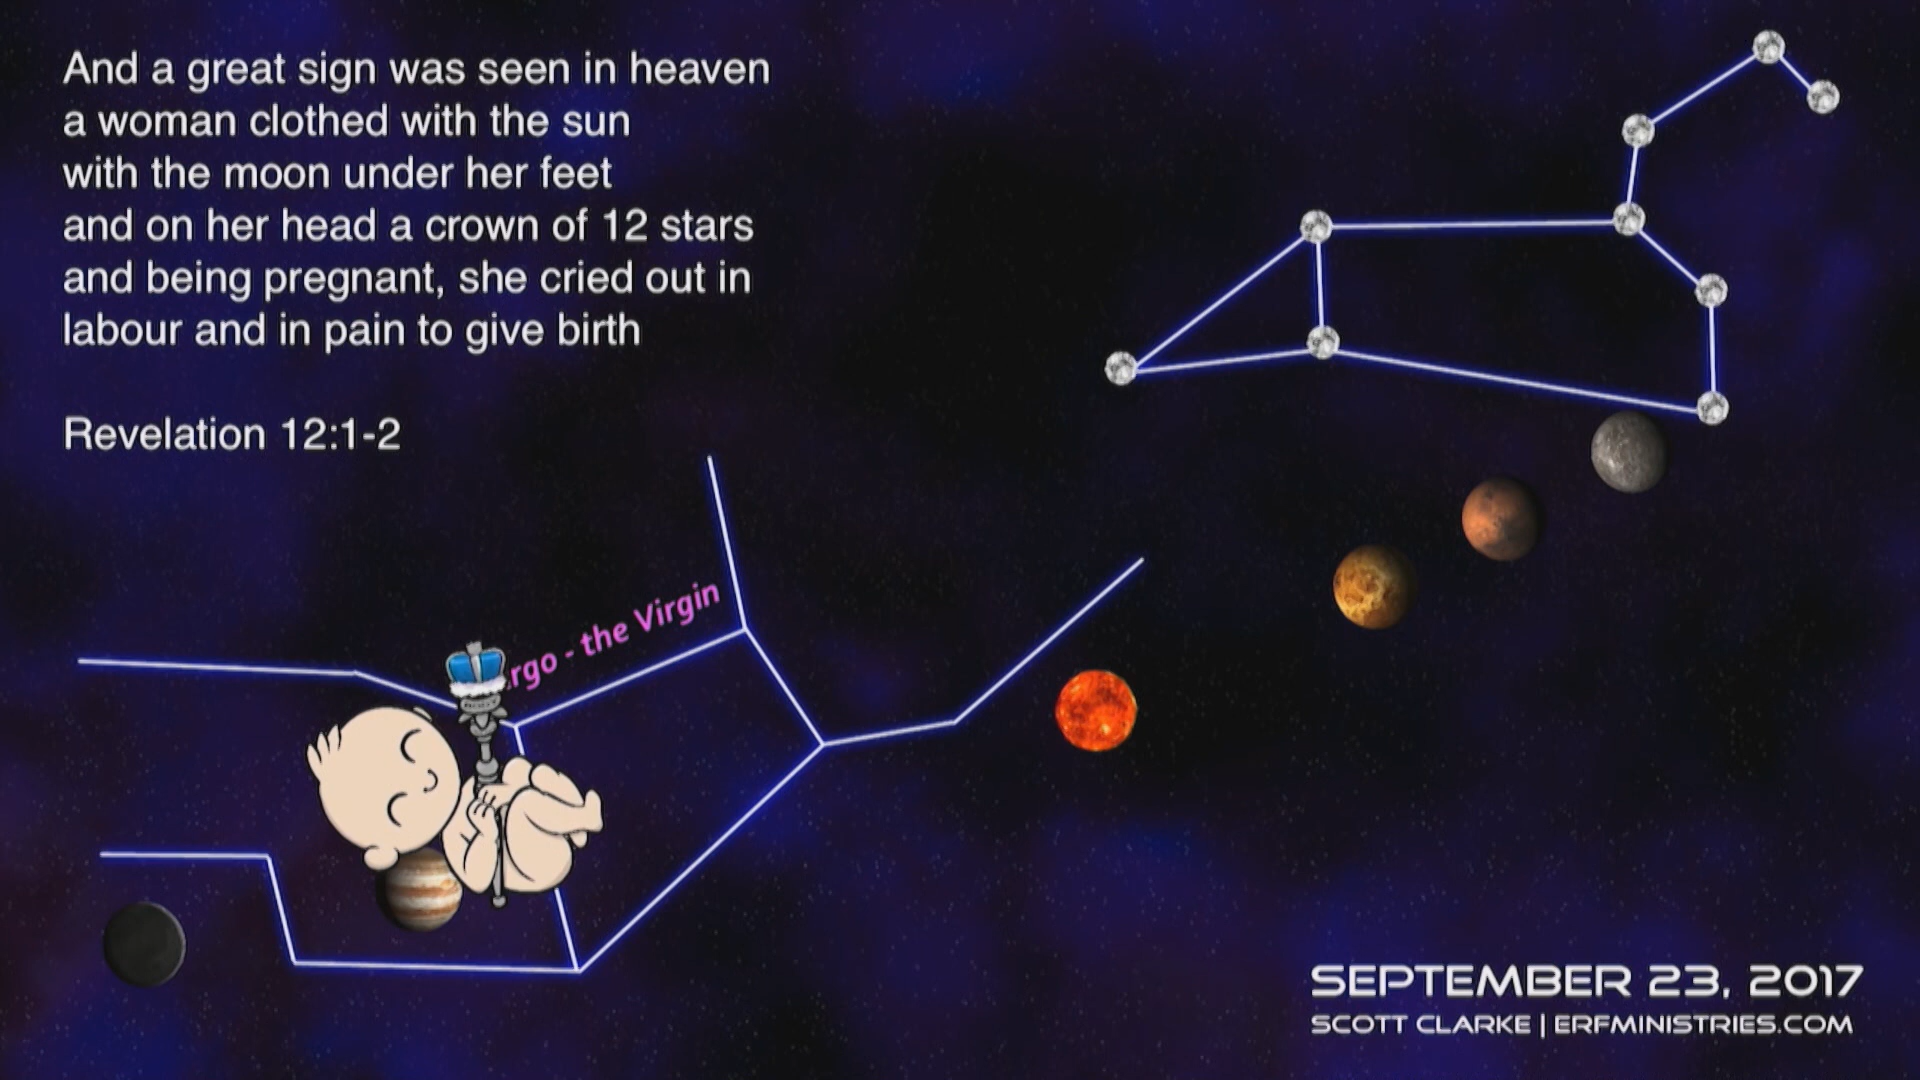 And a great sign was seen in heaven
a woman clothed with the sun
with the moon under her feet
and on her head a crown of 12 stars
and being pregnant, she cried out in
labour and in pain to give birth
Revelation 12:1-2
rgo - the Virgin
SEPTEMBER 23, 2017
SCOTT CLARKE | ERFMINISTRIES.COM